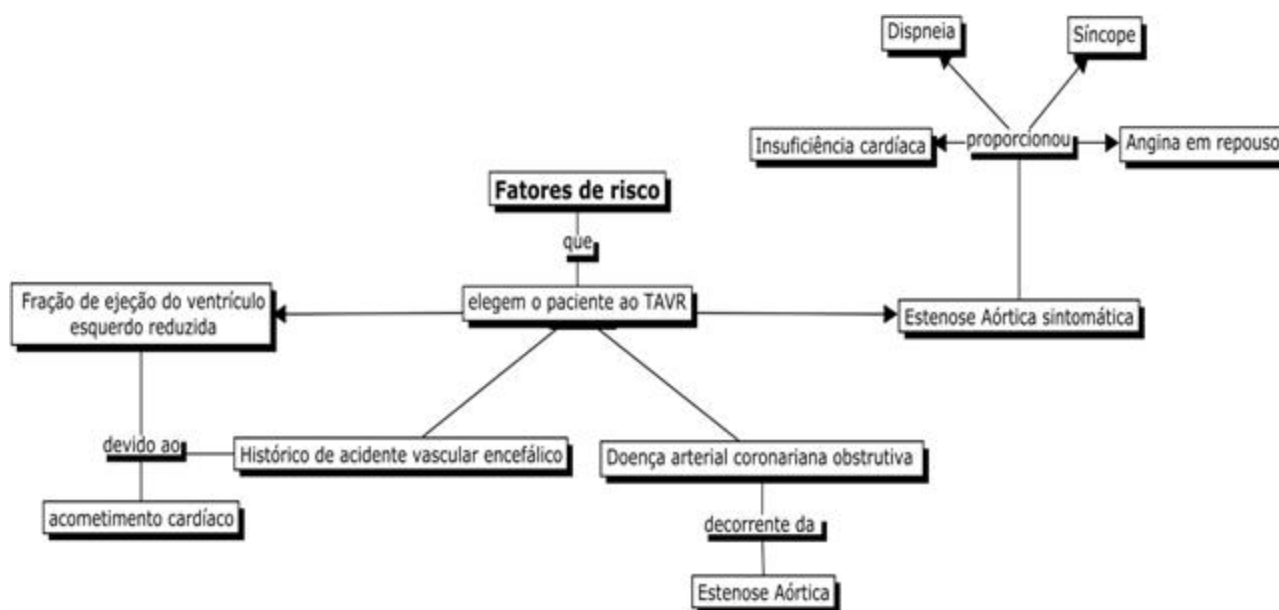 Dispneia
Síncope
Insuficiência cardíaca
proporcionou
Angina em repouso
Fatores de risco
que
Fração de ejeção do ventrículo
esquerdo reduzida
elegem o paciente ao TAVR
Estenose Aórtica sintomática
devido ao
Histórico de acidente vascular encefálico
Doença arterial coronariana obstrutiva
acometimento cardíaco
decorrente da
Estenose Aórtica